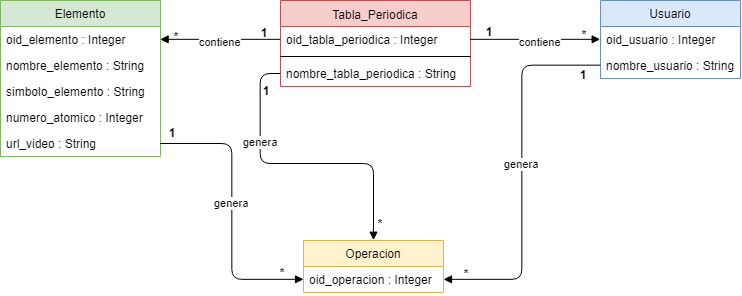 Elemento
oid_elemento : Integer
nombre_elemento : String
simbolo_elemento : String
numero_atomico : Integer
url_video : String
* contiene 1
Tabla_Periodica
oid_tabla_periodica : Integer
nombre_tabla_periodica : String
1 contiene *
Usuario
oid_usuario : Integer
nombre_usuario : String
1
1
1
genera
genera
genera
*
*
*
Operacion
oid_operacion : Integer